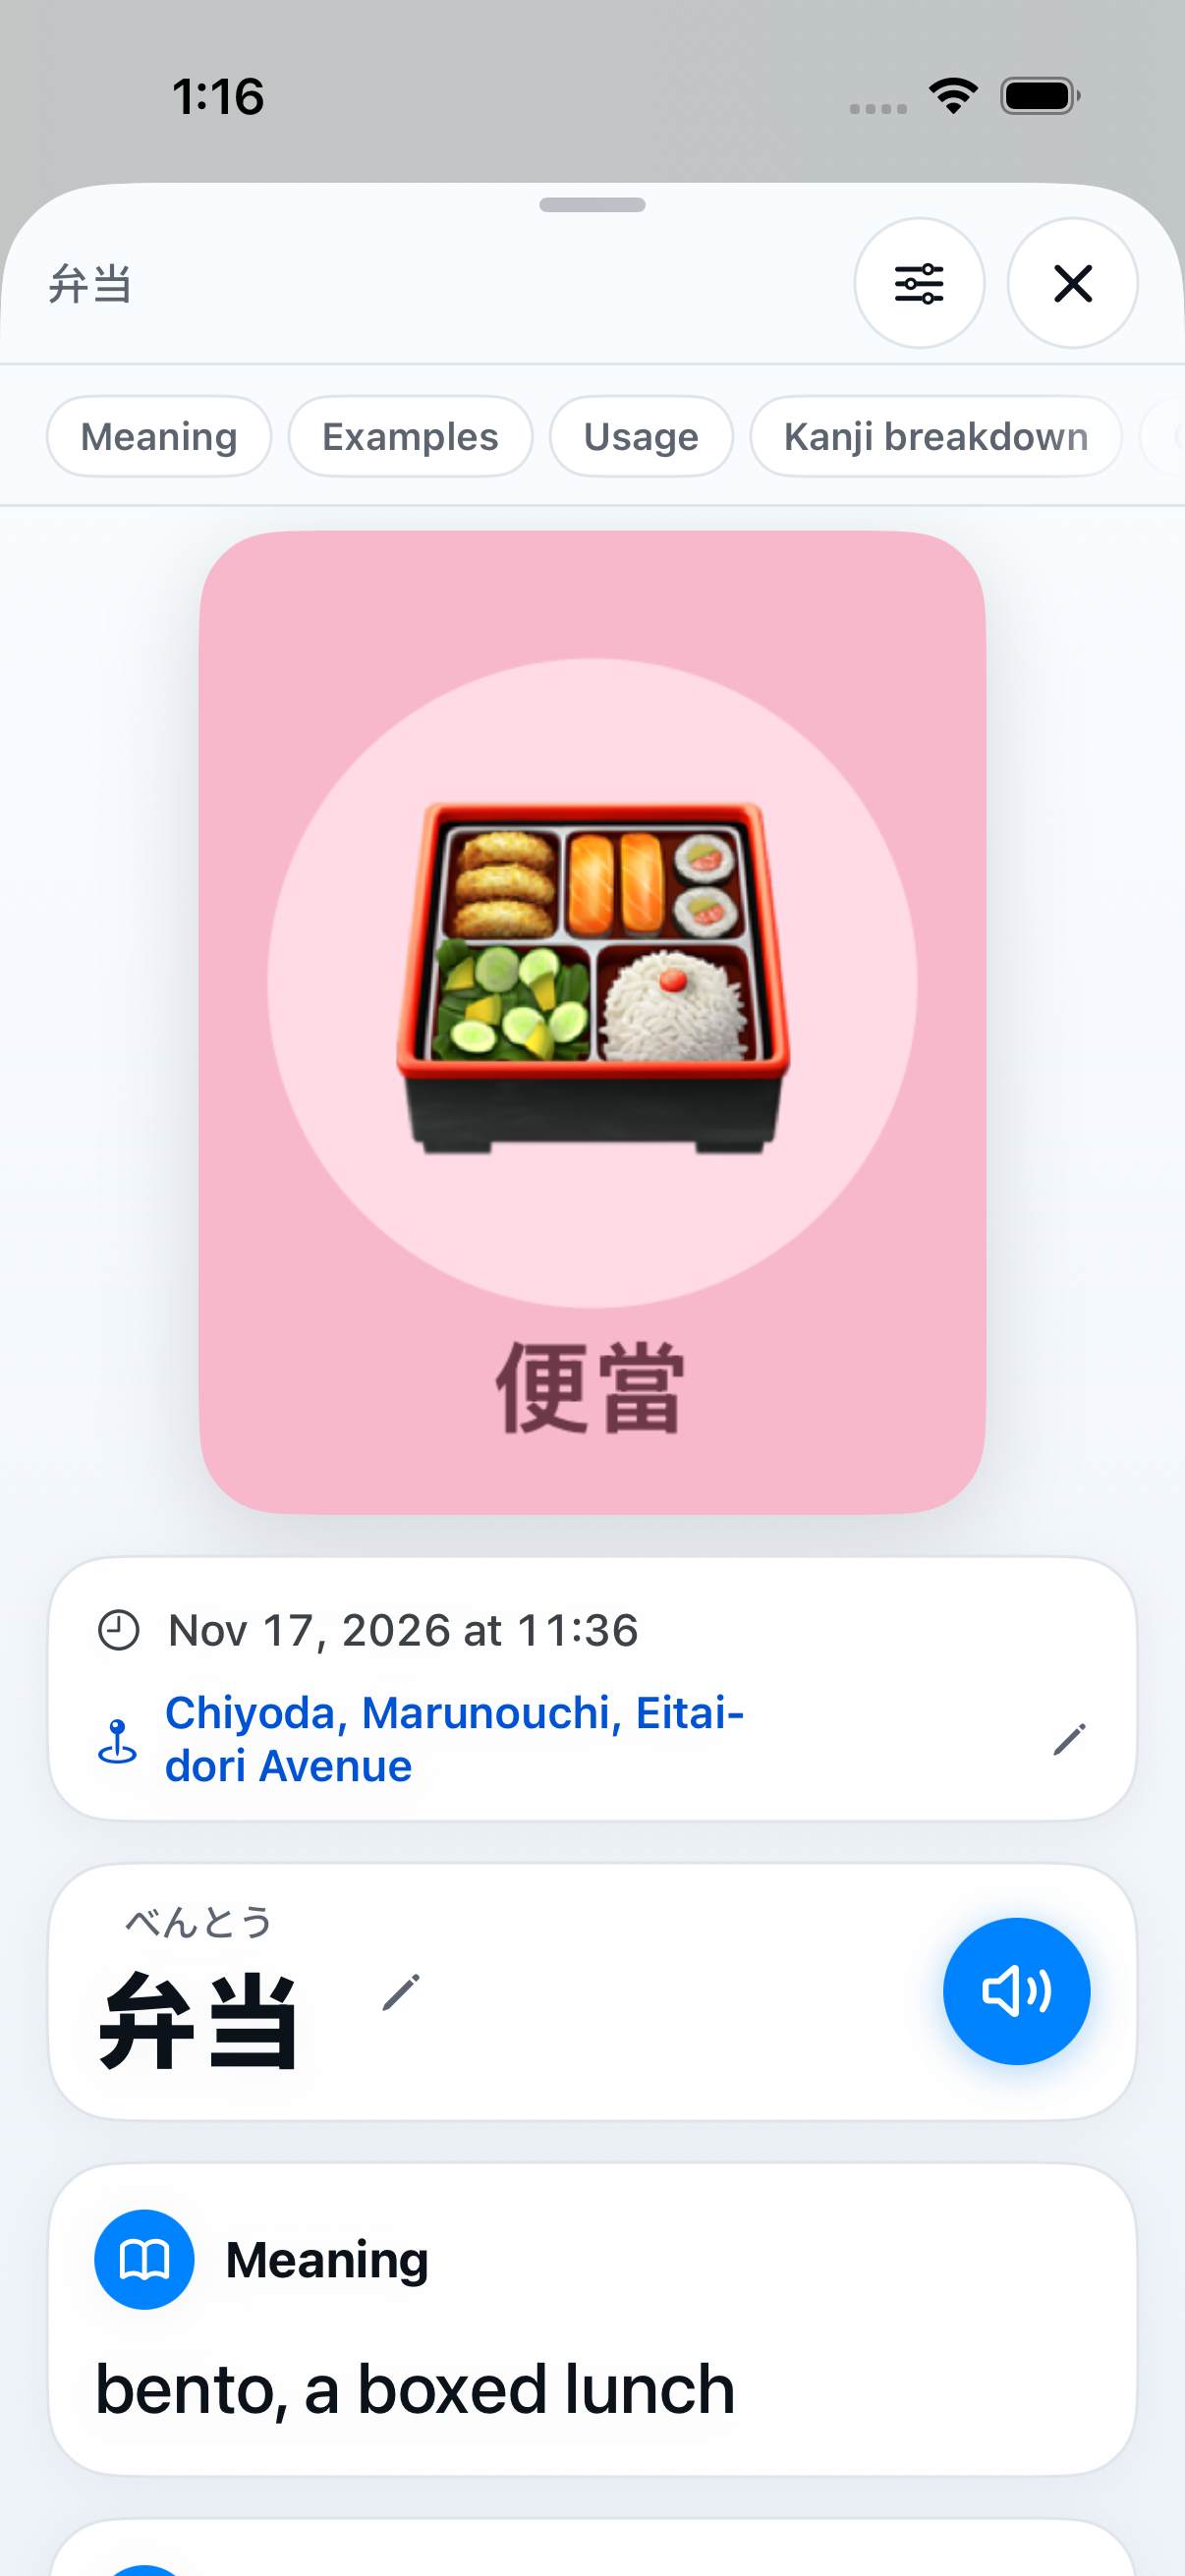 1:16
弁当
Meaning
Examples
Usage
Kanji breakdown
便當
Nov 17, 2026 at 11:36
Chiyoda, Marunouchi, Eitai-
dori Avenue
べんとう
弁当
Meaning
bento, a boxed lunch